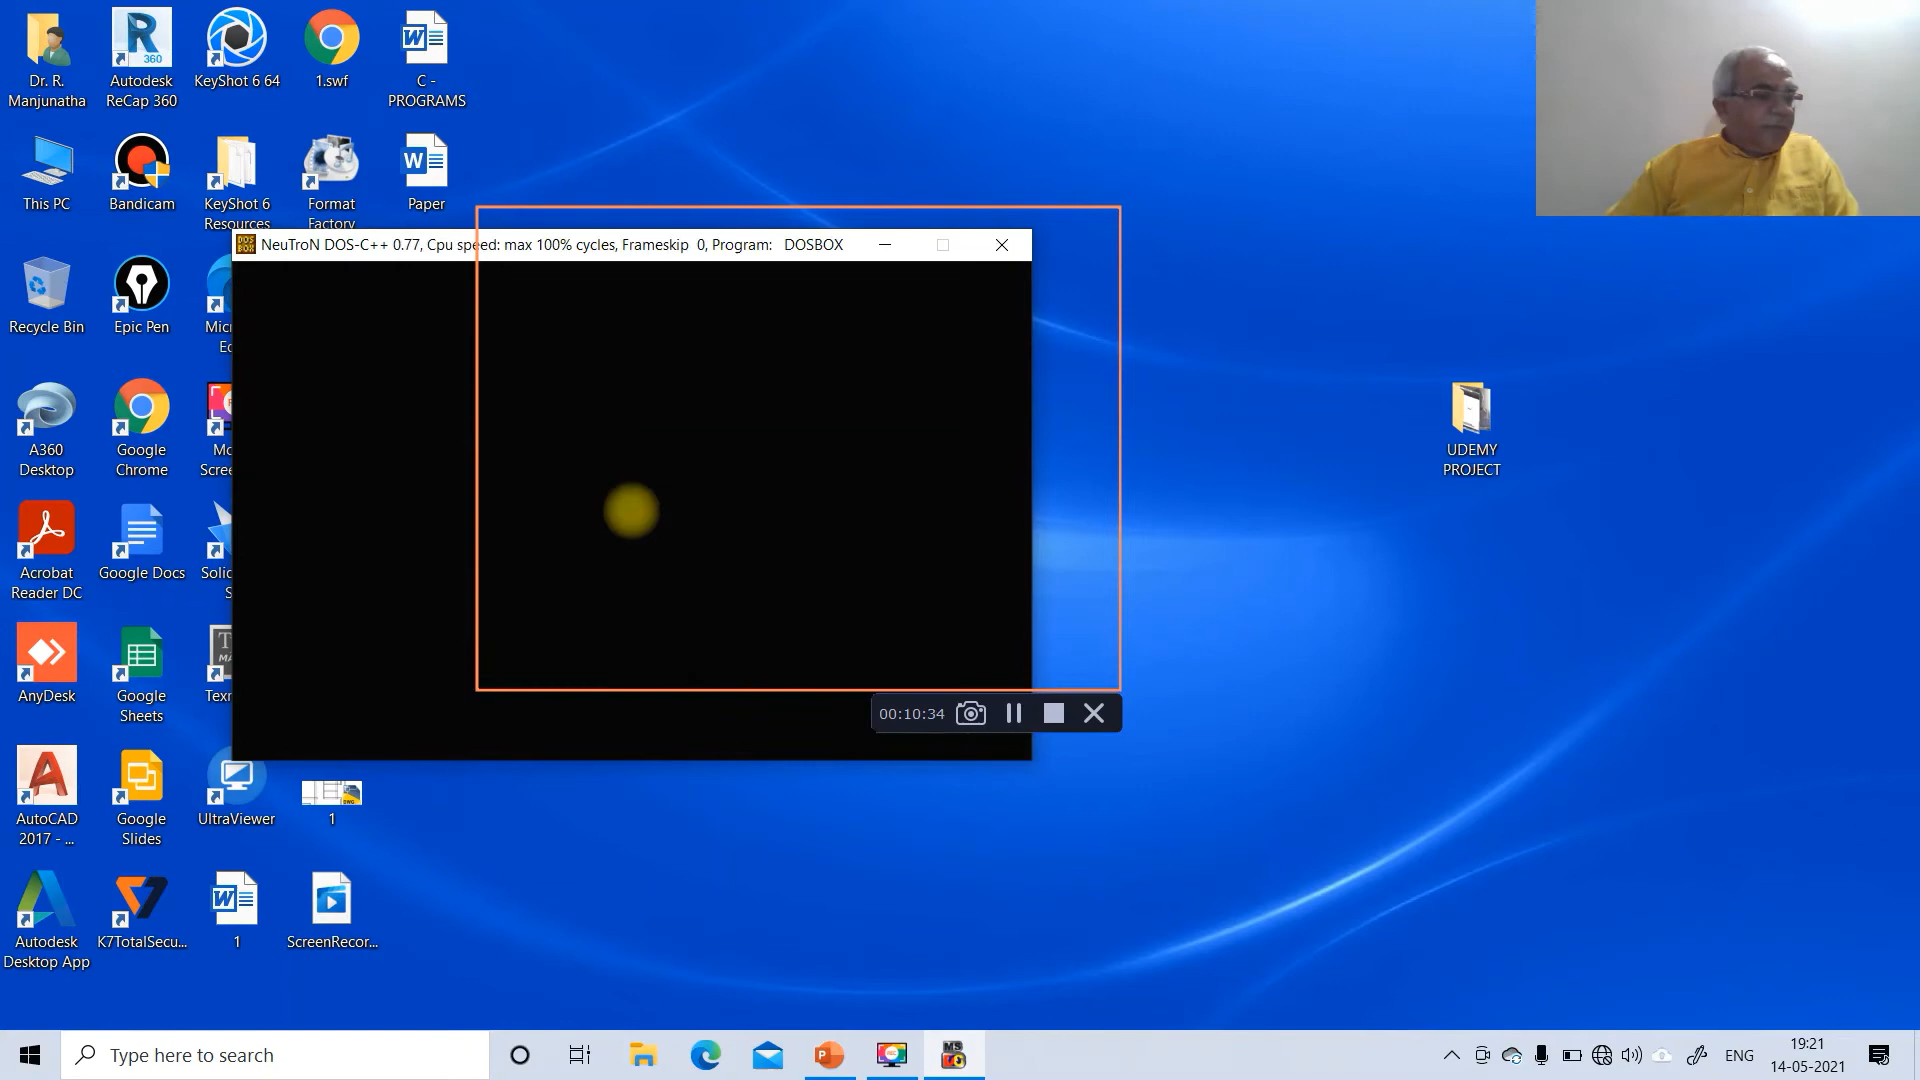 Dr. R.
Manjunatha
Autodesk
ReCap 360
KeyShot 6 64
1.swf
C -
PROGRAMS
This PC
Bandicam
KeyShot 6
Resources
Format
Factory
Paper
NeuTroN DOS-C++ 0.77, Cpu speed: max 100% cycles, Frameskip 0, Program: DOSBOX
Recycle Bin
Epic Pen
Mic
A360
Desktop
Google
Chrome
Scree
UDEMY
PROJECT
Acrobat
Reader DC
Google Docs
Solid
S
AnyDesk
Google
Sheets
00:10:34
AutoCAD
2017 - ...
Google
Slides
UltraViewer
1
Autodesk
Desktop App
K7TotalSecu...
1
ScreenRecor...
Type here to search
ENG
19:21
14-05-2021